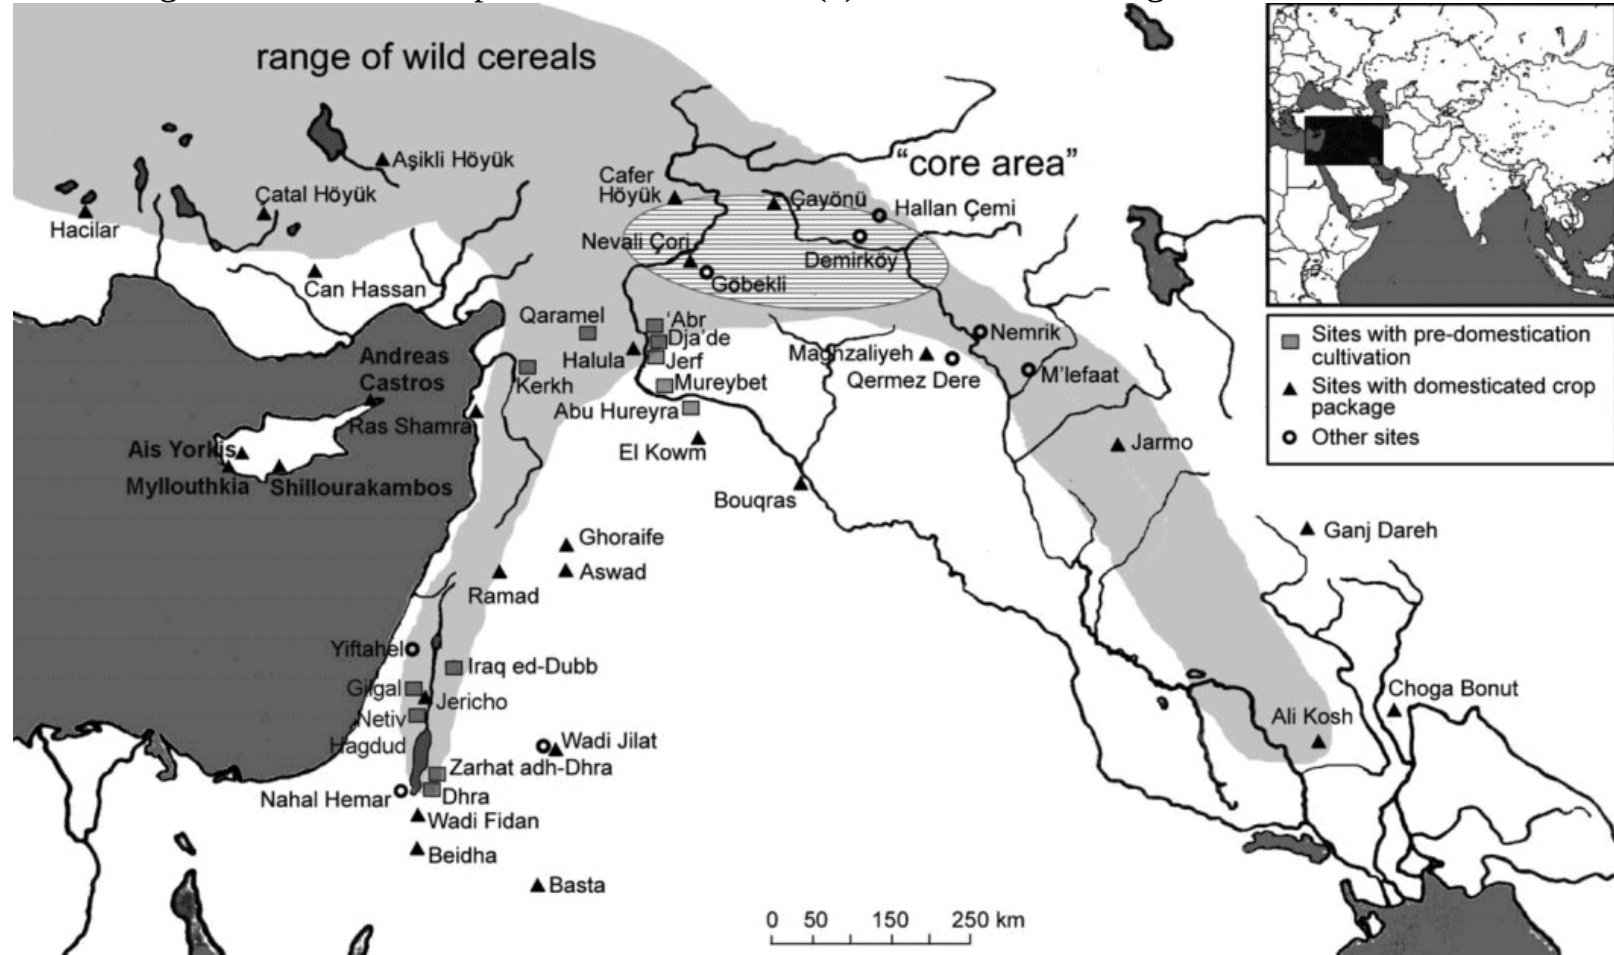 range of wild cereals
"core area"
Aşikli Höyük
Çatal Höyük
Hacilar
Can Hassan
Cafer
Höyük
Çayönü
Hallan Çemi
Nevali Çori
Demirköy
Göbekli
Qaramel
'Abr
Dja'de
Halula
Jerf
Kerkh
Mureybet
Abu Hureyra
El Kowm
Nemrik
Maghzaliyeh
Qermez Dere
M'lefaat
Jarmo
Bouqras
Andreas
Castros
Ras Shamra
Ais Yorkis
Myllouthkia
Shillourakambos
Ghoraife
Aswad
Ramad
Yiftahel
Iraq ed-Dubb
Gilgal
Jericho
Netiv
Hagdud
Wadi Jilat
Zarhat adh-Dhra
Nahal Hemar
Dhra
Wadi Fidan
Beidha
Basta
Ganj Dareh
Choga Bonut
Ali Kosh
0 50 150 250 km
Sites with pre-domestication
cultivation
Sites with domesticated crop
package
Other sites